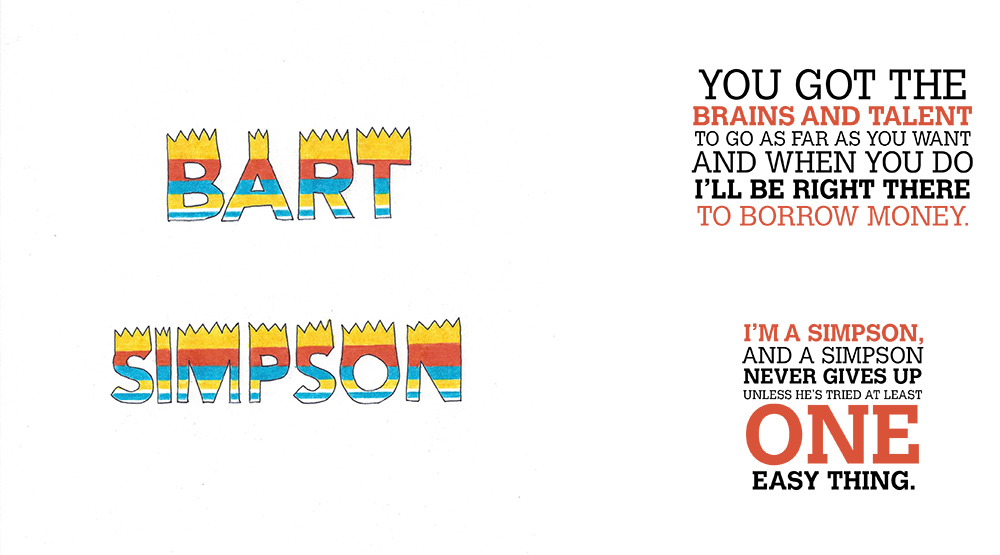 BART
SIMPSON
YOU GOT THE
BRAINS AND TALENT
TO GO AS FAR AS YOU WANT
AND WHEN YOU DO
I'LL BE RIGHT THERE
TO BORROW MONEY.
I'M A SIMPSON,
AND A SIMPSON
NEVER GIVES UP
UNLESS HE'S TRIED AT LEAST
ONE
EASY THING.